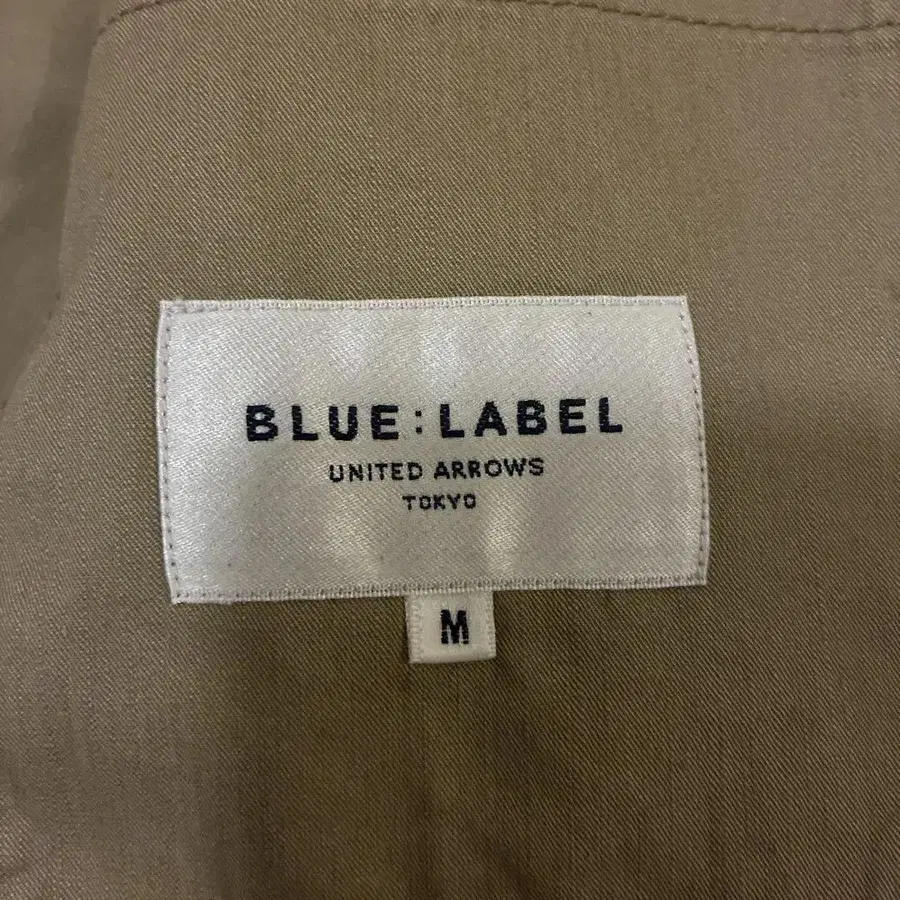 BLUE : LABEL
UNITED ARROWS
TOKYO
M